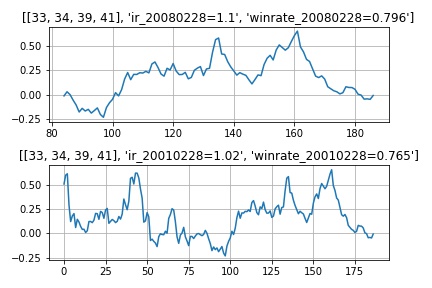 [[33, 34, 39, 41], 'ir_20080228=1.1', 'winrate_20080228=0.796']
0.50
0.25
0.00
−0.25
80 100 120 140 160 180
[[33, 34, 39, 41], 'ir_20010228=1.02', 'winrate_20010228=0.765']
0.50
0.25
0.00
−0.25
0 25 50 75 100 125 150 175